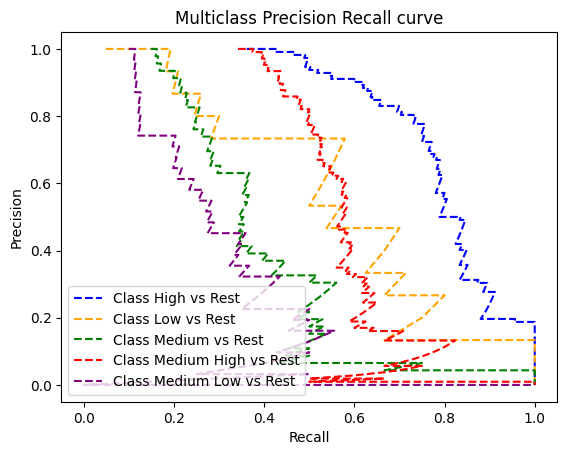 Multiclass Precision Recall curve
Precision
1.0
0.8
0.6
0.4
0.2
0.0
Class High vs Rest
Class Low vs Rest
Class Medium vs Rest
Class Medium High vs Rest
Class Medium Low vs Rest
0.0 0.2 0.4 0.6 0.8 1.0
Recall